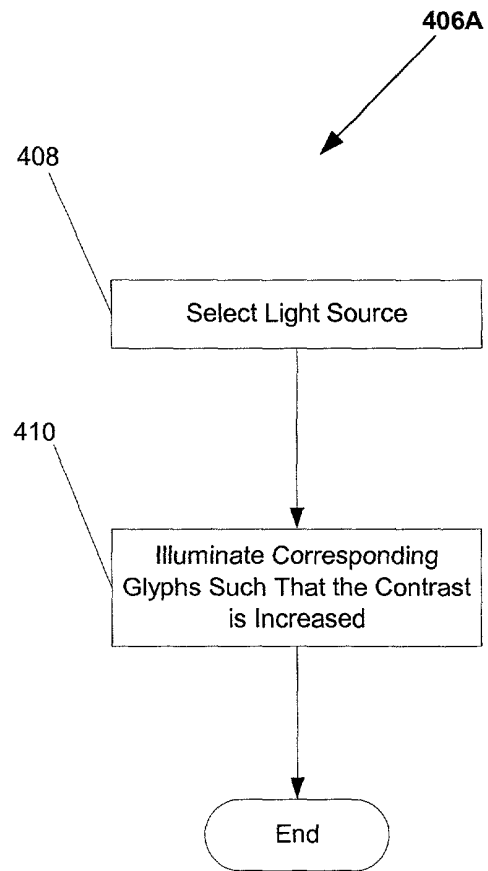 406A
408
Select Light Source
410
Illuminate Corresponding
Glyphs Such That the Contrast
is Increased
End